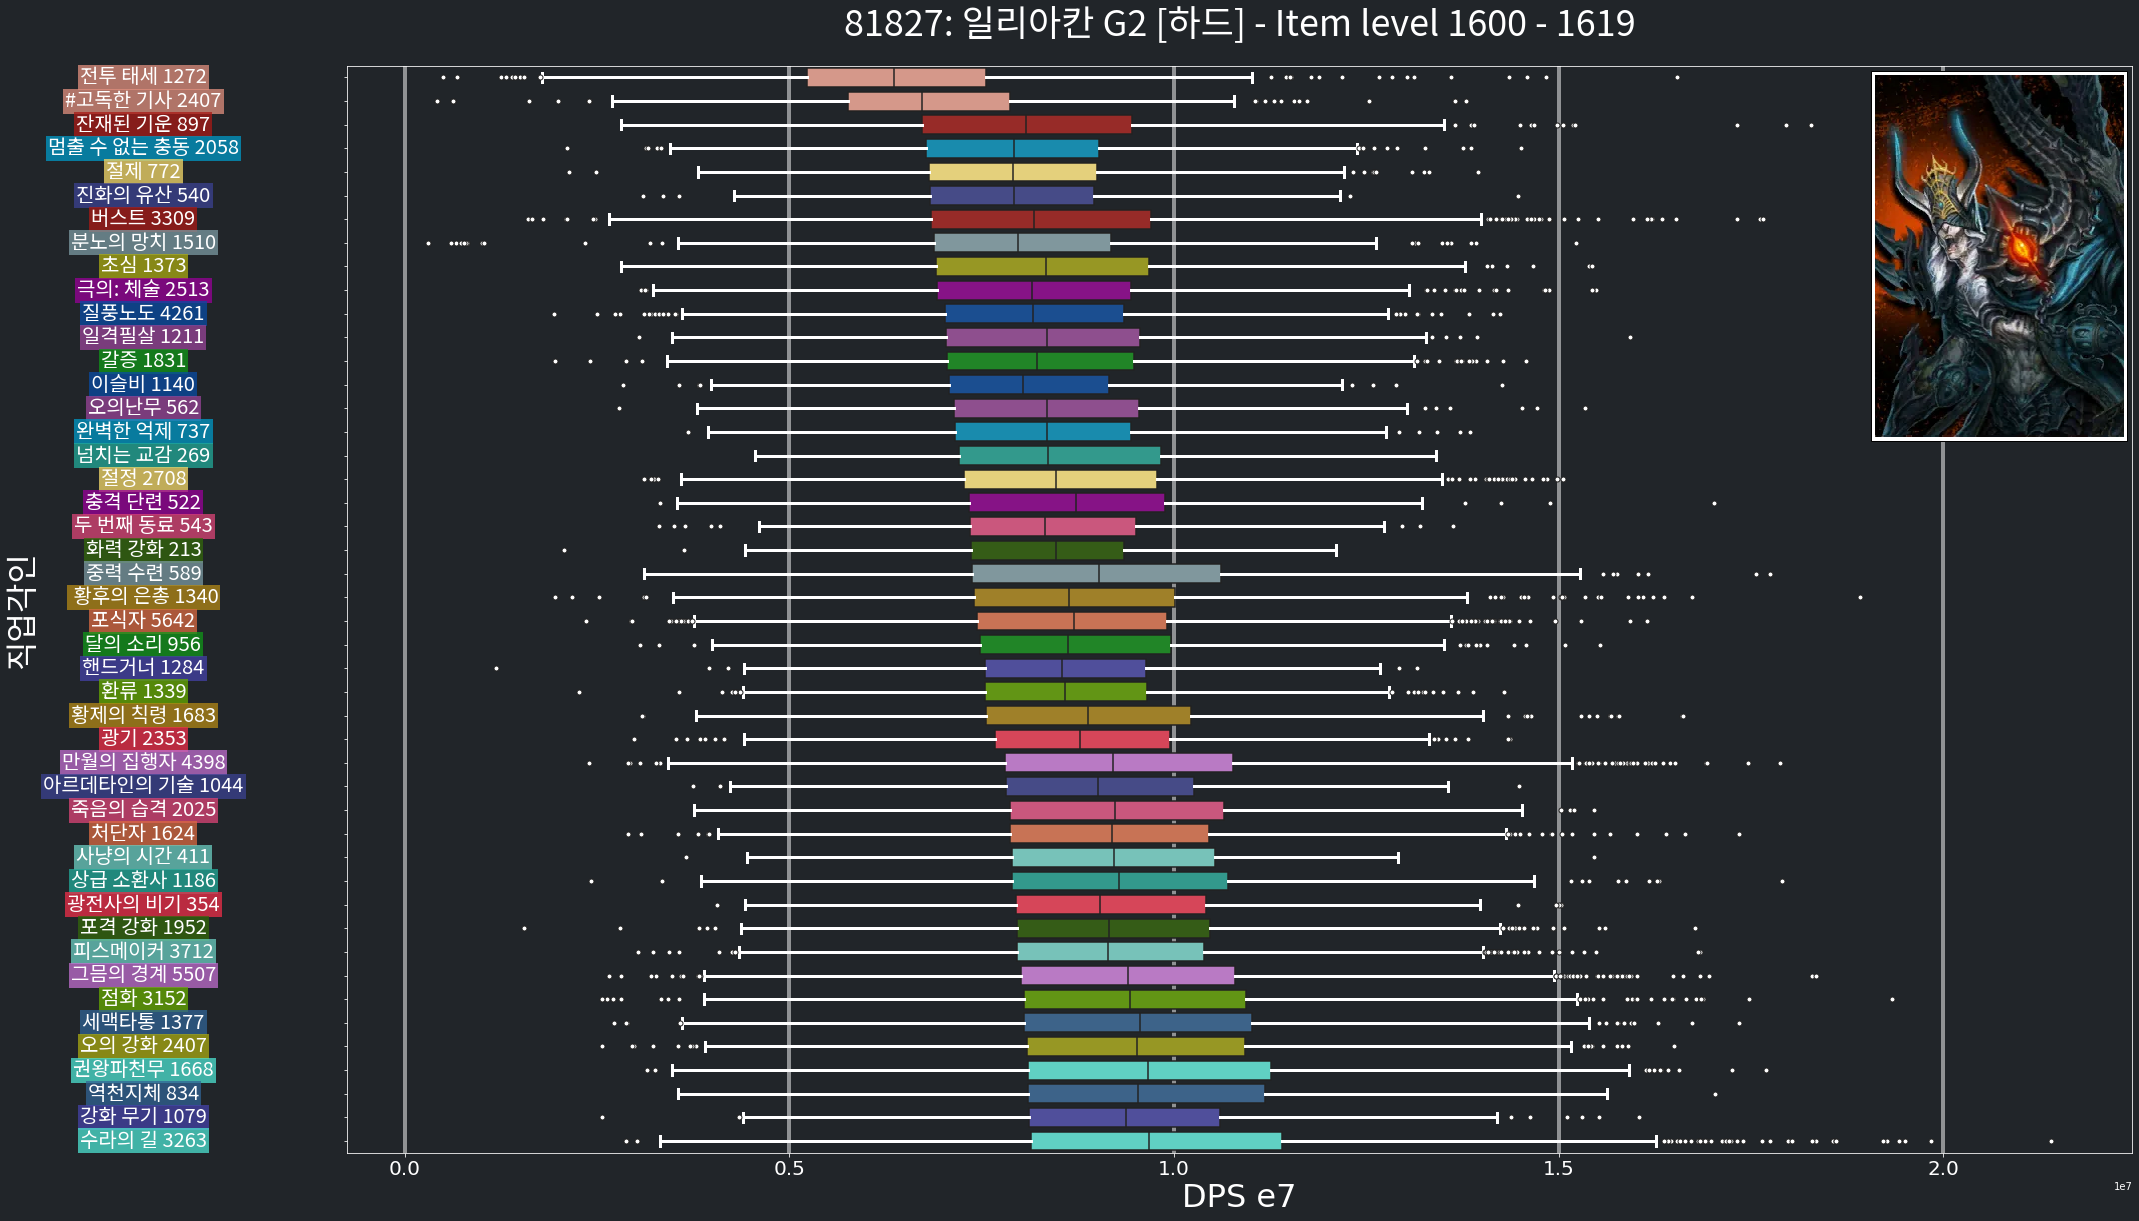 81827: 일리아칸 G2 [하드] - Item level 1600 - 1619
직업각인
전투 태세 1272
#고독한 기사 2407
잔재된 기운 897
멈출 수 없는 충동 2058
절제 772
진화의 유산 540
버스트 3309
분노의 망치 1510
초심 1373
극의: 체술 2513
질풍노도 4261
일격필살 1211
갈증 1831
이슬비 1140
오의난무 562
완벽한 억제 737
넘치는 교감 269
절정 2708
충격 단련 522
두 번째 동료 543
화력 강화 213
중력 수련 589
황후의 은총 1340
포식자 5642
달의 소리 956
핸드거너 1284
환류 1339
황제의 칙령 1683
광기 2353
만월의 집행자 4398
아르데타인의 기술 1044
죽음의 습격 2025
처단자 1624
사냥의 시간 411
상급 소환사 1186
광전사의 비기 354
포격 강화 1952
피스메이커 3712
그믐의 경계 5507
점화 3152
세맥타통 1377
오의 강화 2407
권왕파천무 1668
역천지체 834
강화 무기 1079
수라의 길 3263
0.0 0.5 1.0 1.5 2.0
DPS e7
1e7